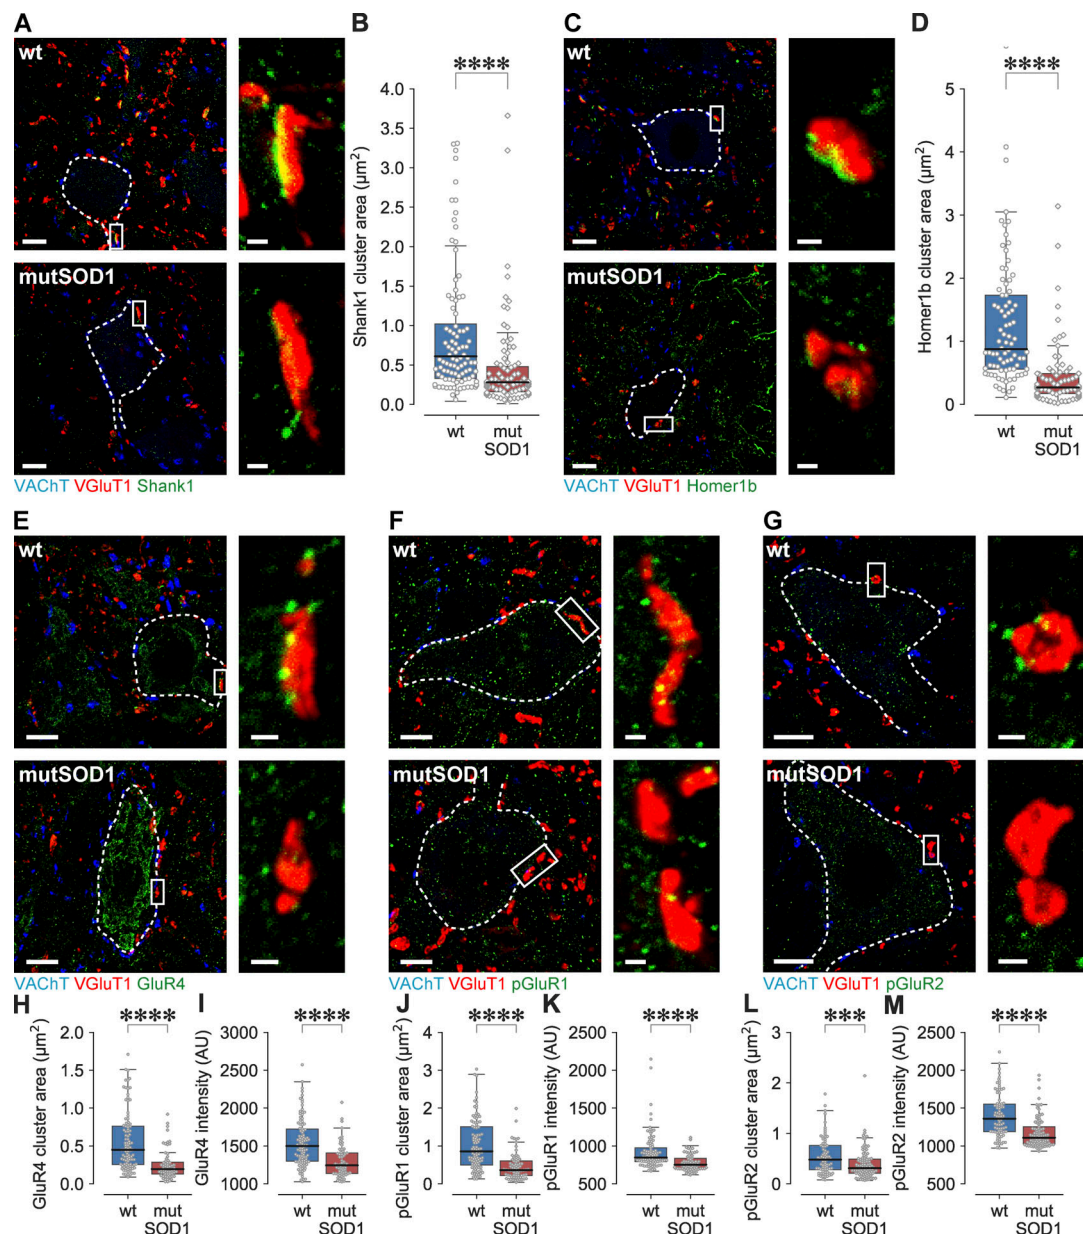 A
wt
mutSOD1
VAChT VGluT1 Shank1
B
****
Shank1 cluster area (µm²)
4.0
3.5
3.0
2.5
2.0
1.5
1.0
0.5
0.0
wt
mut
SOD1
C
wt
mutSOD1
VAChT VGluT1 Homer1b
D
****
Homer1b cluster area (µm²)
5
4
3
2
1
0
wt
mut
SOD1
E
wt
mutSOD1
VAChT VGluT1 GluR4
F
wt
mutSOD1
VAChT VGluT1 pGluR1
G
wt
mutSOD1
VAChT VGluT1 pGluR2
H
****
GluR4 cluster area (µm²)
2.0
1.5
1.0
0.5
0.0
wt
mut
SOD1
I
****
GluR4 intensity (AU)
3000
2500
2000
1500
1000
wt
mut
SOD1
J
****
pGluR1 cluster area (µm²)
4
3
2
1
0
wt
mut
SOD1
K
****
pGluR1 intensity (AU)
2500
2000
1500
1000
500
wt
mut
SOD1
L
***
pGluR2 cluster area (µm²)
3
2
1
0
wt
mut
SOD1
M
****
pGluR2 intensity (AU)
2500
2000
1500
1000
500
wt
mut
SOD1